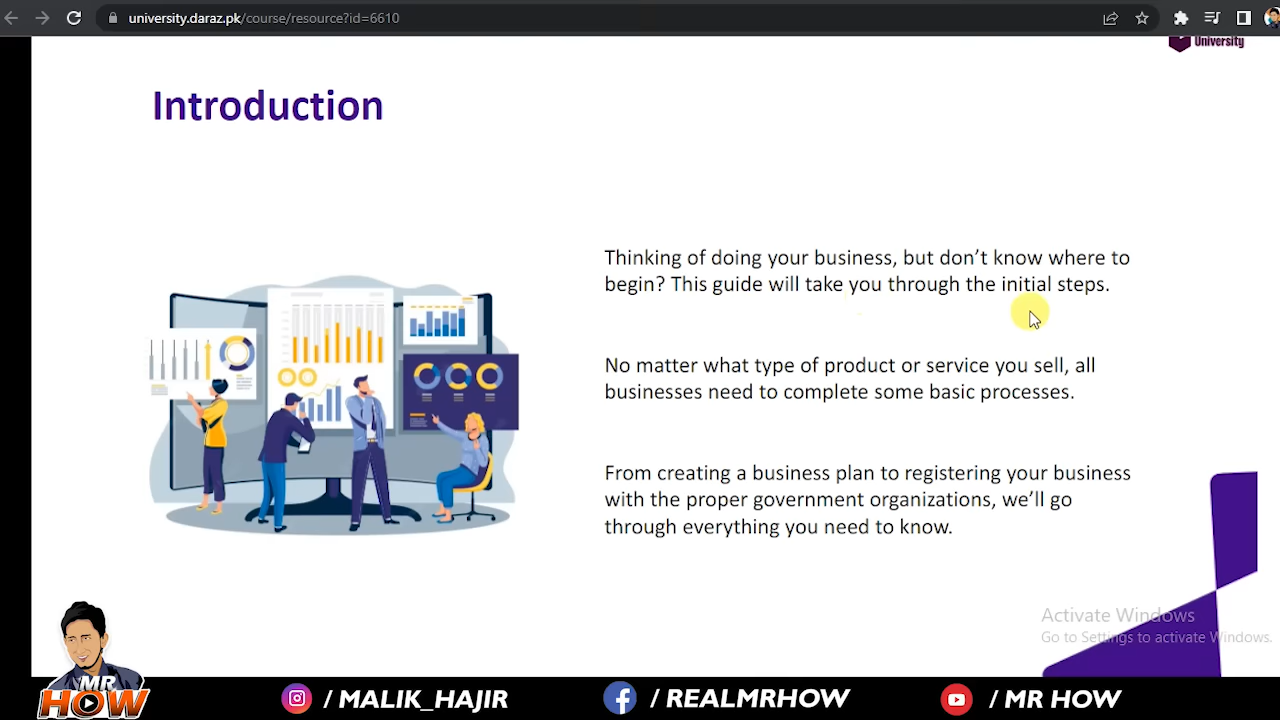 university.daraz.pk/course/resource?id=6610
University
Introduction
Thinking of doing your business, but don’t know where to
begin? This guide will take you through the initial steps.
No matter what type of product or service you sell, all
businesses need to complete some basic processes.
From creating a business plan to registering your business
with the proper government organizations, we’ll go
through everything you need to know.
Activate Windows
Go to Settings to activate Windows.
MR
HOW
/ MALIK_HAJIR
/ REALMRHOW
/ MR HOW